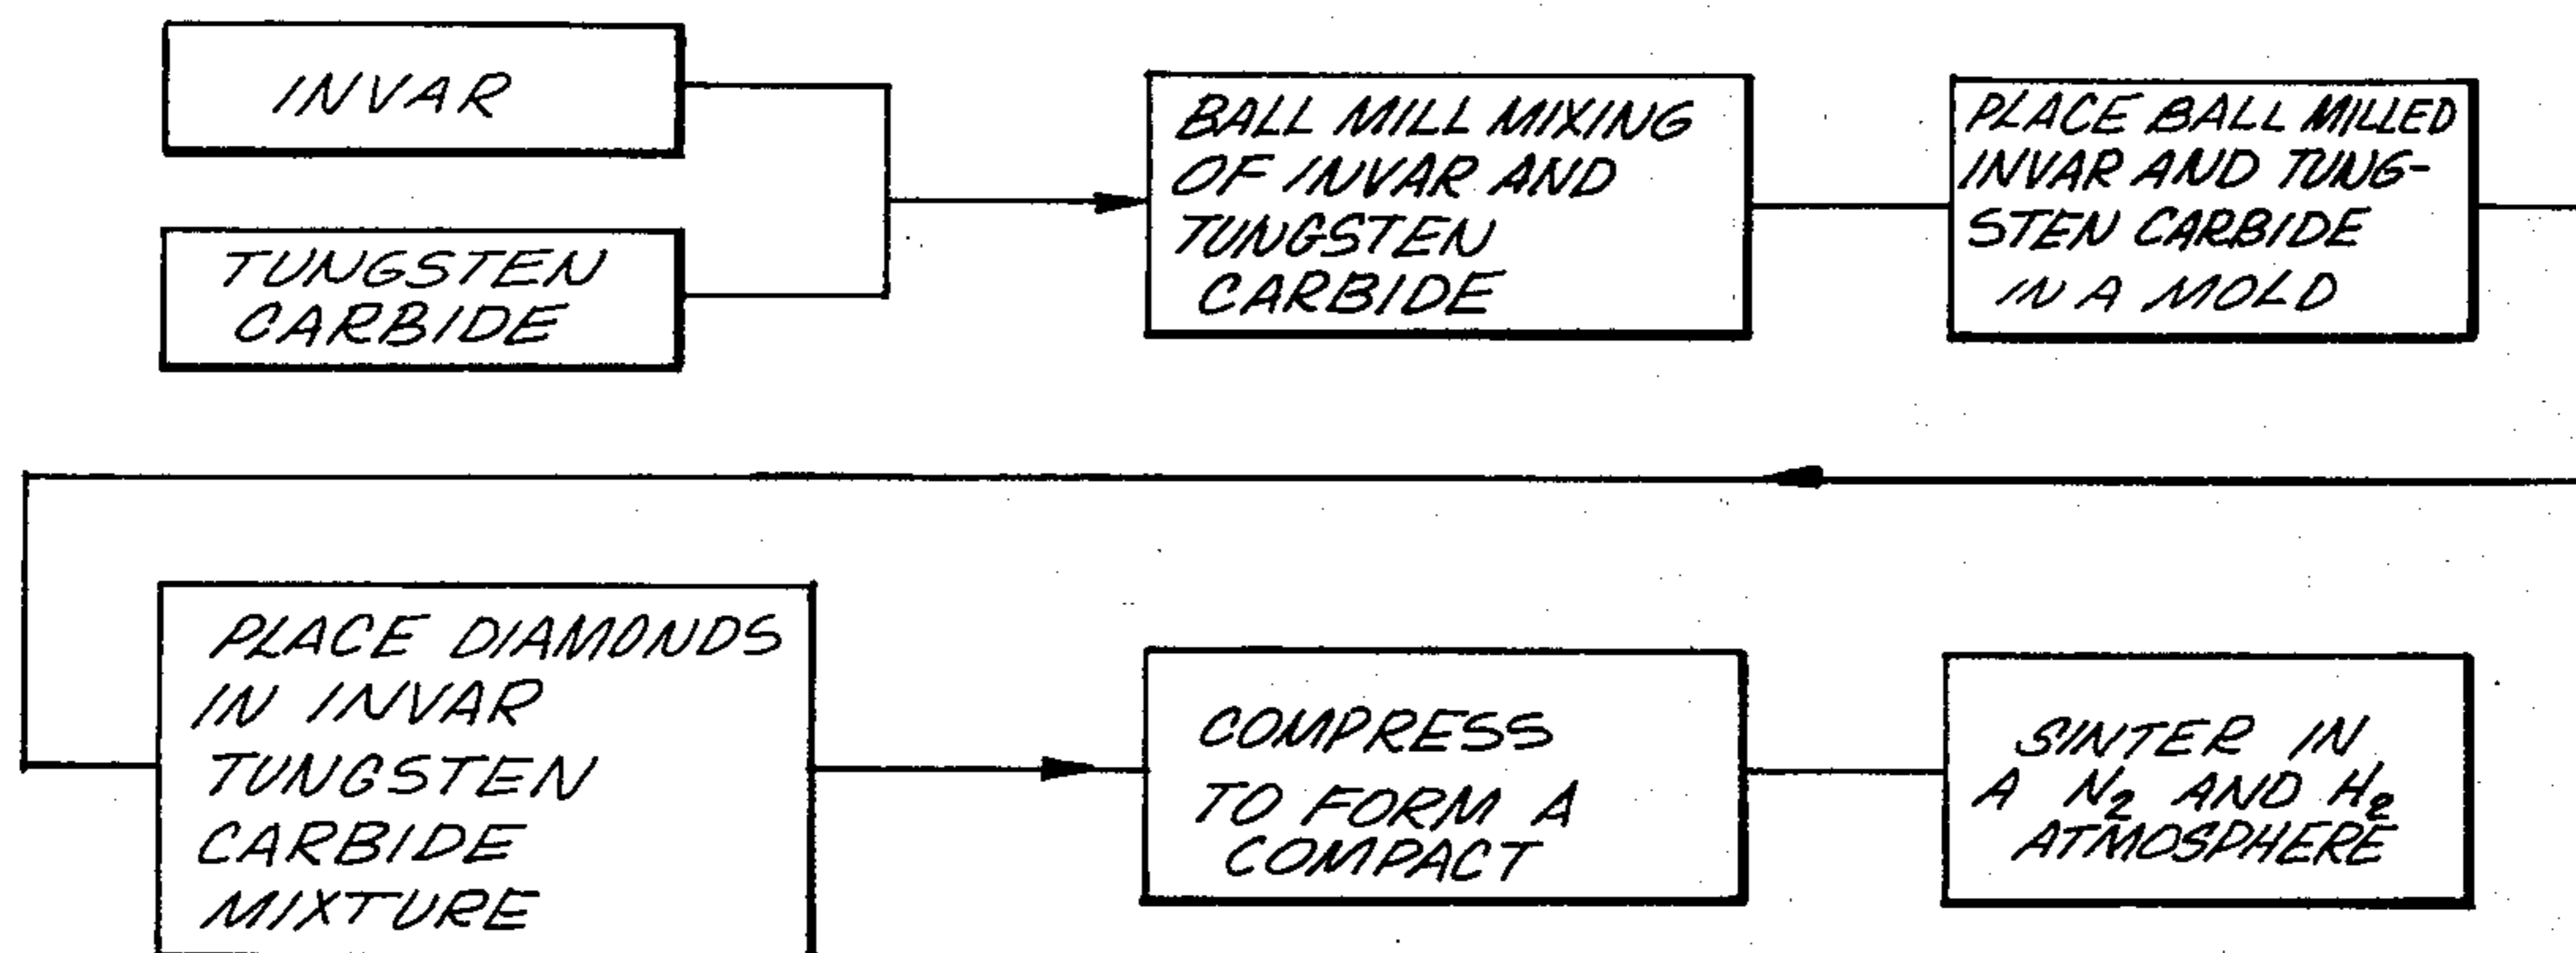 INVAR
TUNGSTEN
CARBIDE
BALL MILL MIXING
OF INVAR AND
TUNGSTEN
CARBIDE
PLACE BALL MILLED
INVAR AND TUNG-
STEN CARBIDE
IN A MOLD
PLACE DIAMONDS
IN INVAR
TUNGSTEN
CARBIDE
MIXTURE
COMPRESS
TO FORM A
COMPACT
SINTER IN
A N₂ AND H₂
ATMOSPHERE